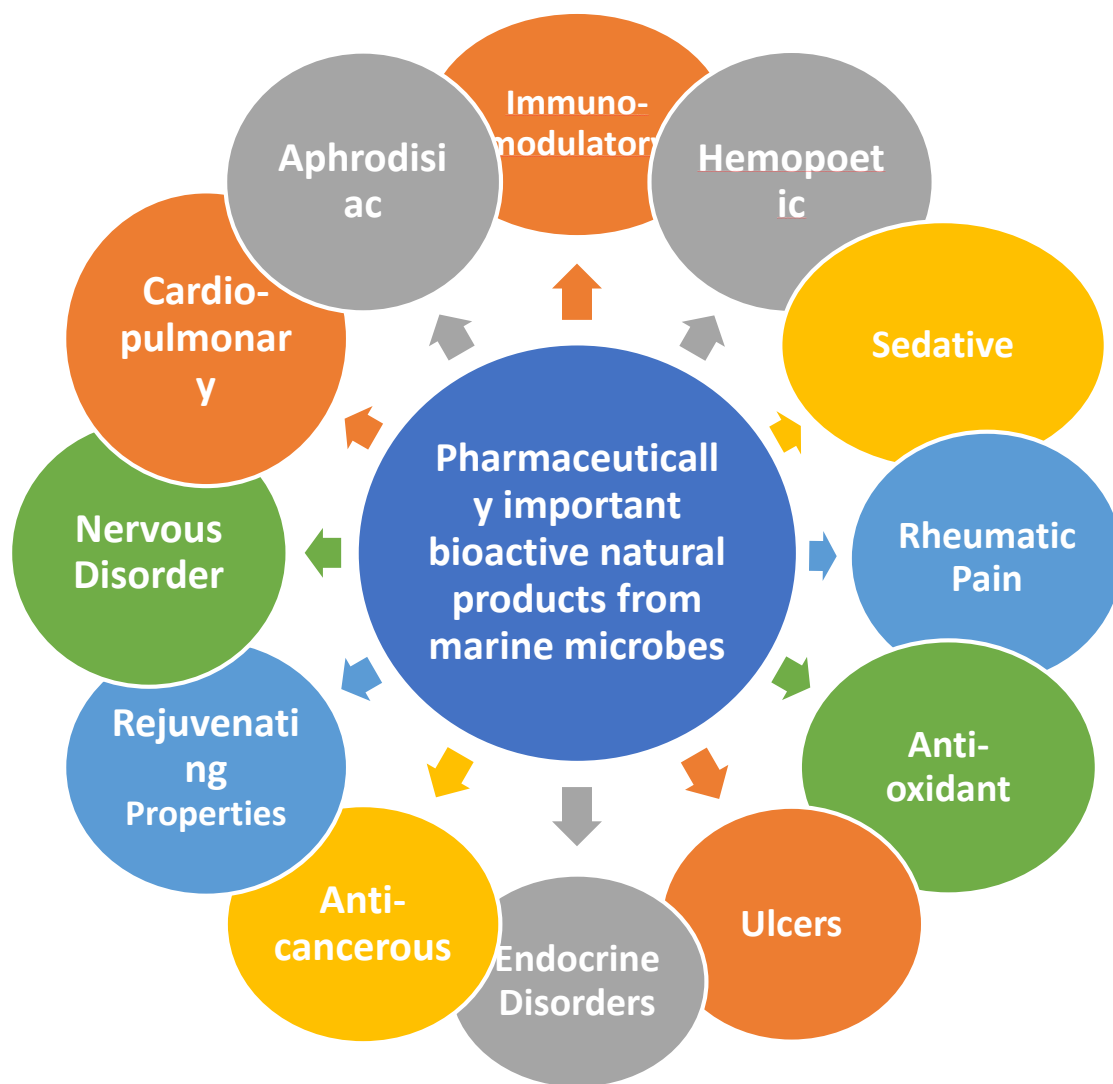 Immuno-
modulatory
Hemopoet
ic
Sedative
Rheumatic
Pain
Anti-
oxidant
Ulcers
Endocrine
Disorders
Anti-
cancerous
Rejuvenati
ng
Properties
Nervous
Disorder
Cardio-
pulmonar
y
Aphrodisi
ac
Pharmaceuticall
y important
bioactive natural
products from
marine microbes